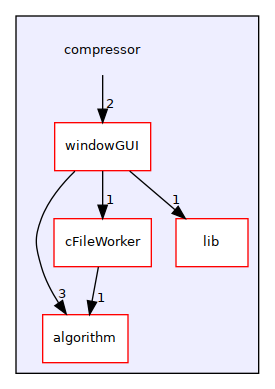 compressor
2
windowGUI
1
1
cFileWorker
lib
3
1
algorithm